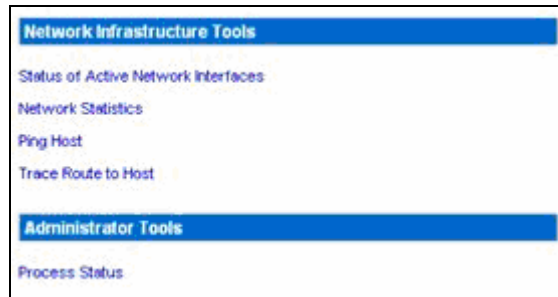 Network Infrastructure Tools
Status of Active Network Interfaces
Network Statistics
Ping Host
Trace Route to Host
Administrator Tools
Process Status